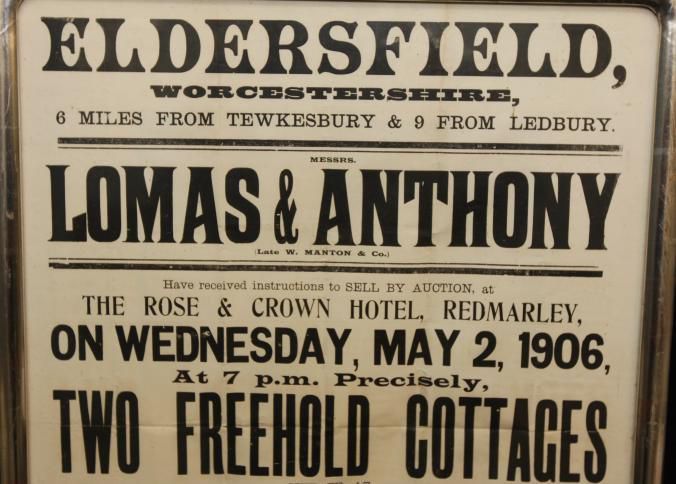 ELDERSFIELD,
WORCESTERSHIRE,
6 MILES FROM TEWKESBURY & 9 FROM LEDBURY.
MESSRS.
LOMAS & ANTHONY
(Late W. MANTON & Co.)
Have received instructions to SELL BY AUCTION, at
THE ROSE & CROWN HOTEL, REDMARLEY,
ON WEDNESDAY, MAY 2, 1906,
At 7 p.m. Precisely,
TWO FREEHOLD COTTAGES